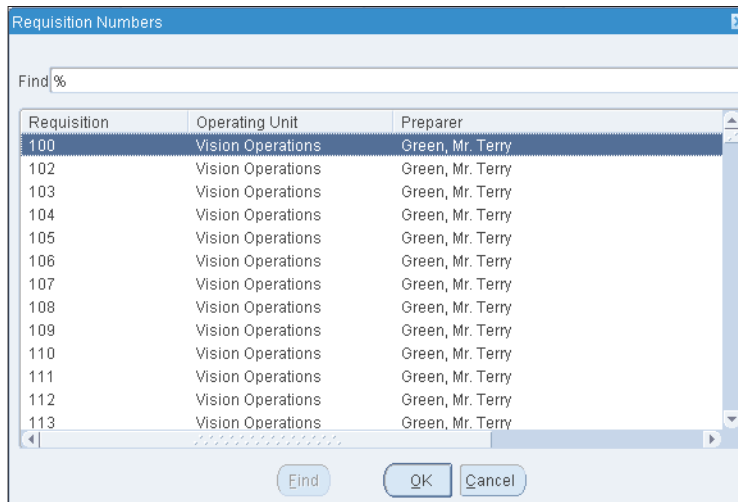 Requisition Numbers
Find %
Requisition Operating Unit Preparer
100 Vision Operations Green, Mr. Terry
102 Vision Operations Green, Mr. Terry
103 Vision Operations Green, Mr. Terry
104 Vision Operations Green, Mr. Terry
105 Vision Operations Green, Mr. Terry
106 Vision Operations Green, Mr. Terry
107 Vision Operations Green, Mr. Terry
108 Vision Operations Green, Mr. Terry
109 Vision Operations Green, Mr. Terry
110 Vision Operations Green, Mr. Terry
111 Vision Operations Green, Mr. Terry
112 Vision Operations Green, Mr. Terry
113 Vision Operations Green, Mr. Terry
Find OK Cancel